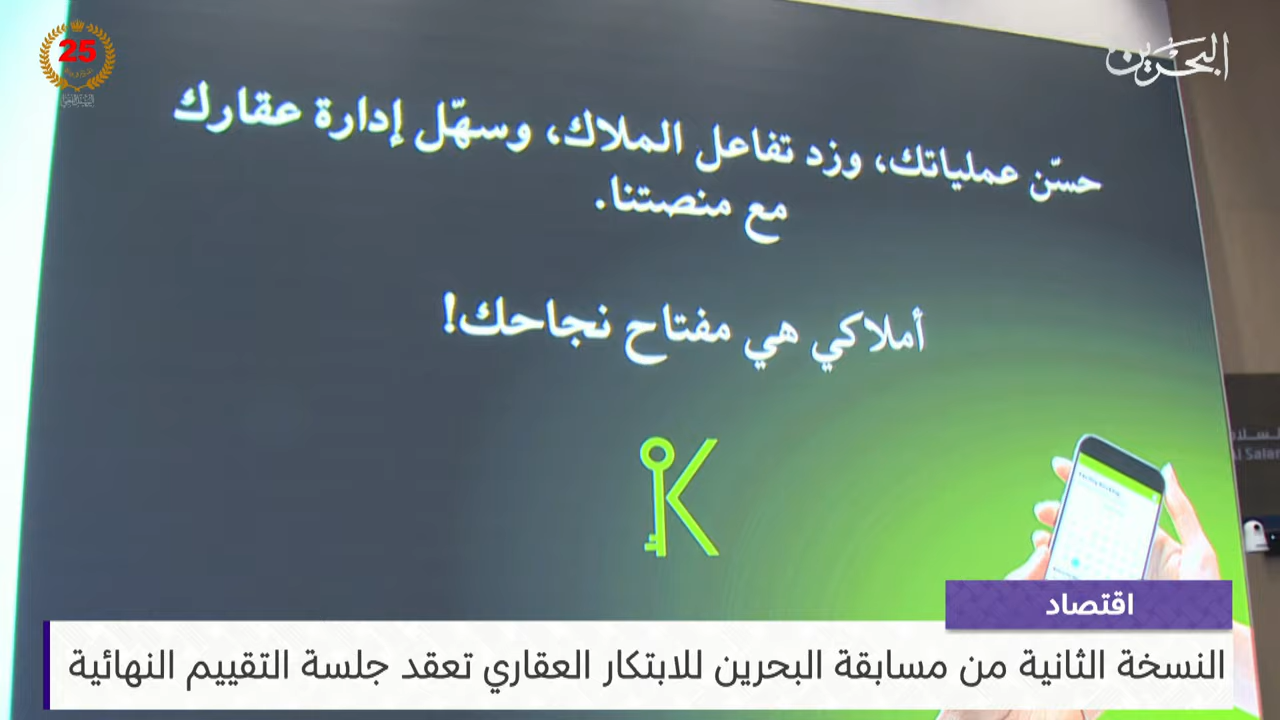 25
البحرين
حسّن عملياتك، وزد تفاعل الملاك، وسهّل إدارة عقارك
مع منصتنا.
أملاكي هي مفتاح نجاحك!
K
اقتصاد
النسخة الثانية من مسابقة البحرين للابتكار العقاري تعقد جلسة التقييم النهائية